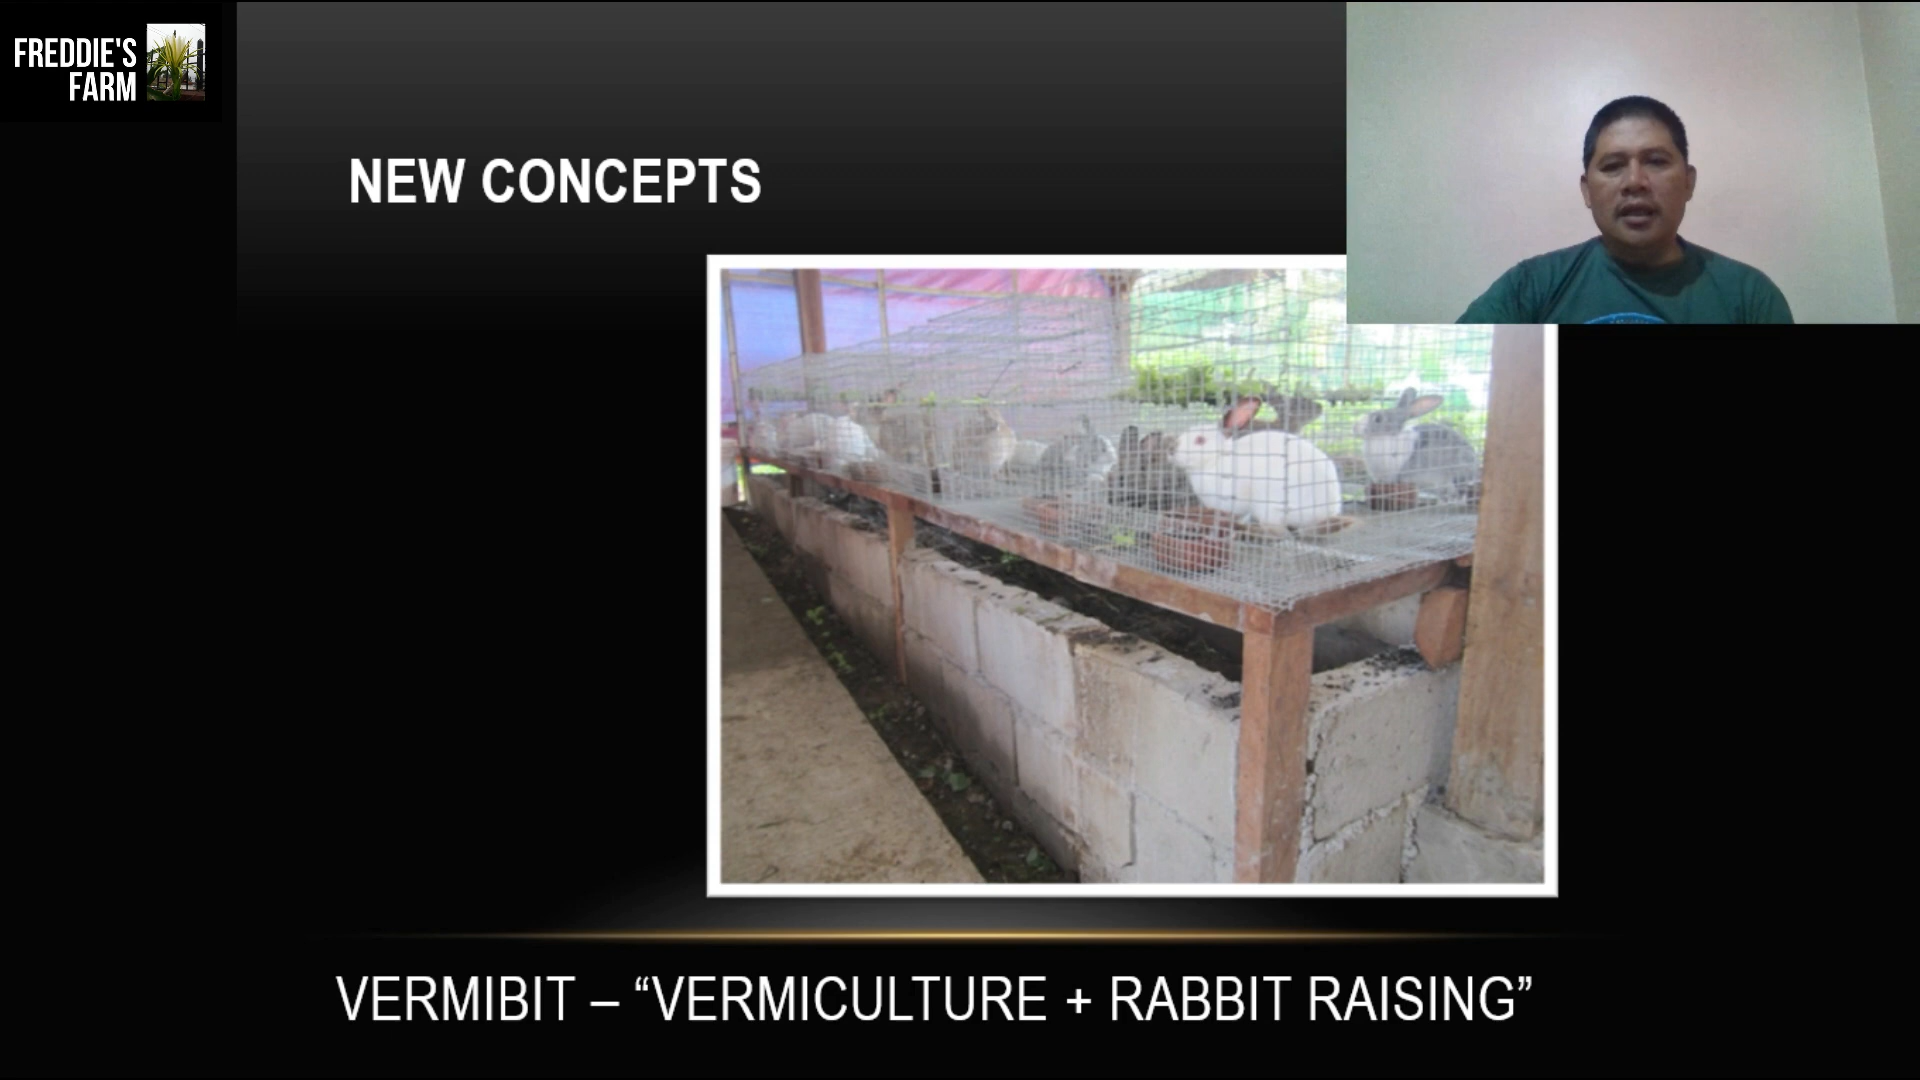 FREDDIE'S
FARM
NEW CONCEPTS
VERMIBIT – “VERMICULTURE + RABBIT RAISING”